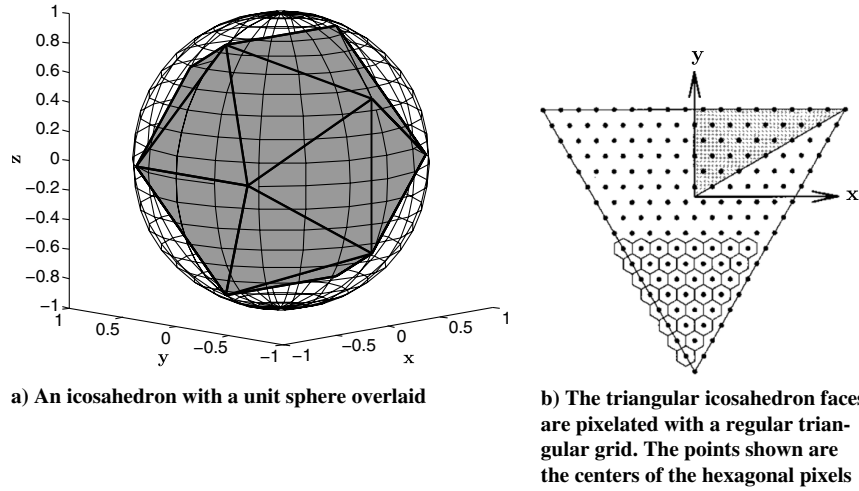 1
0.8
0.6
0.4
0.2
0
−0.2
−0.4
−0.6
−0.8
−1
z
1
0.5
0
−0.5
−1
y
−1
−0.5
0
0.5
1
x
a) An icosahedron with a unit sphere overlaid
y
x
b) The triangular icosahedron faces
are pixelated with a regular trian-
gular grid. The points shown are
the centers of the hexagonal pixels